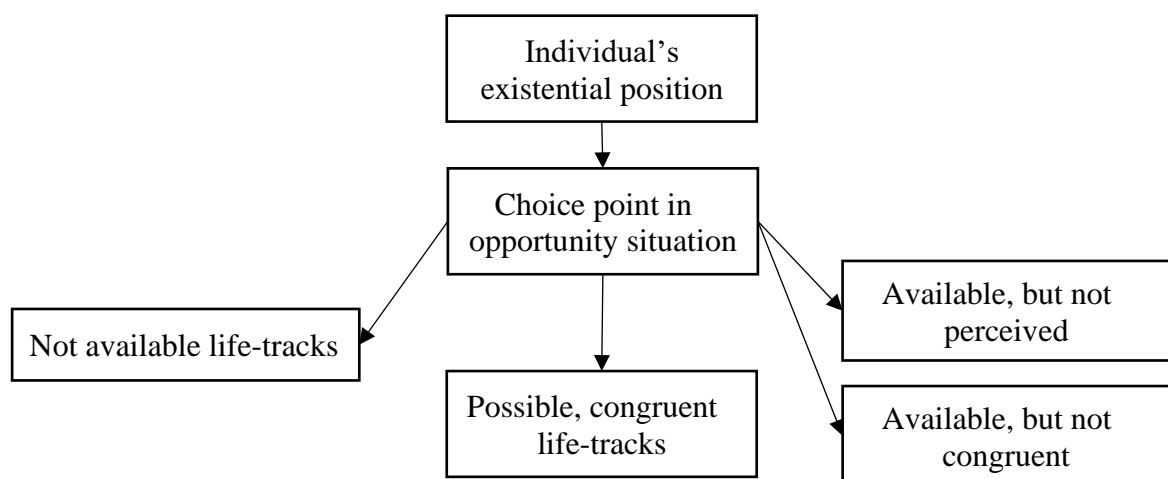 Individual’s
existential position
Choice point in
opportunity situation
Not available life-tracks
Possible, congruent
life-tracks
Available, but not
perceived
Available, but not
congruent